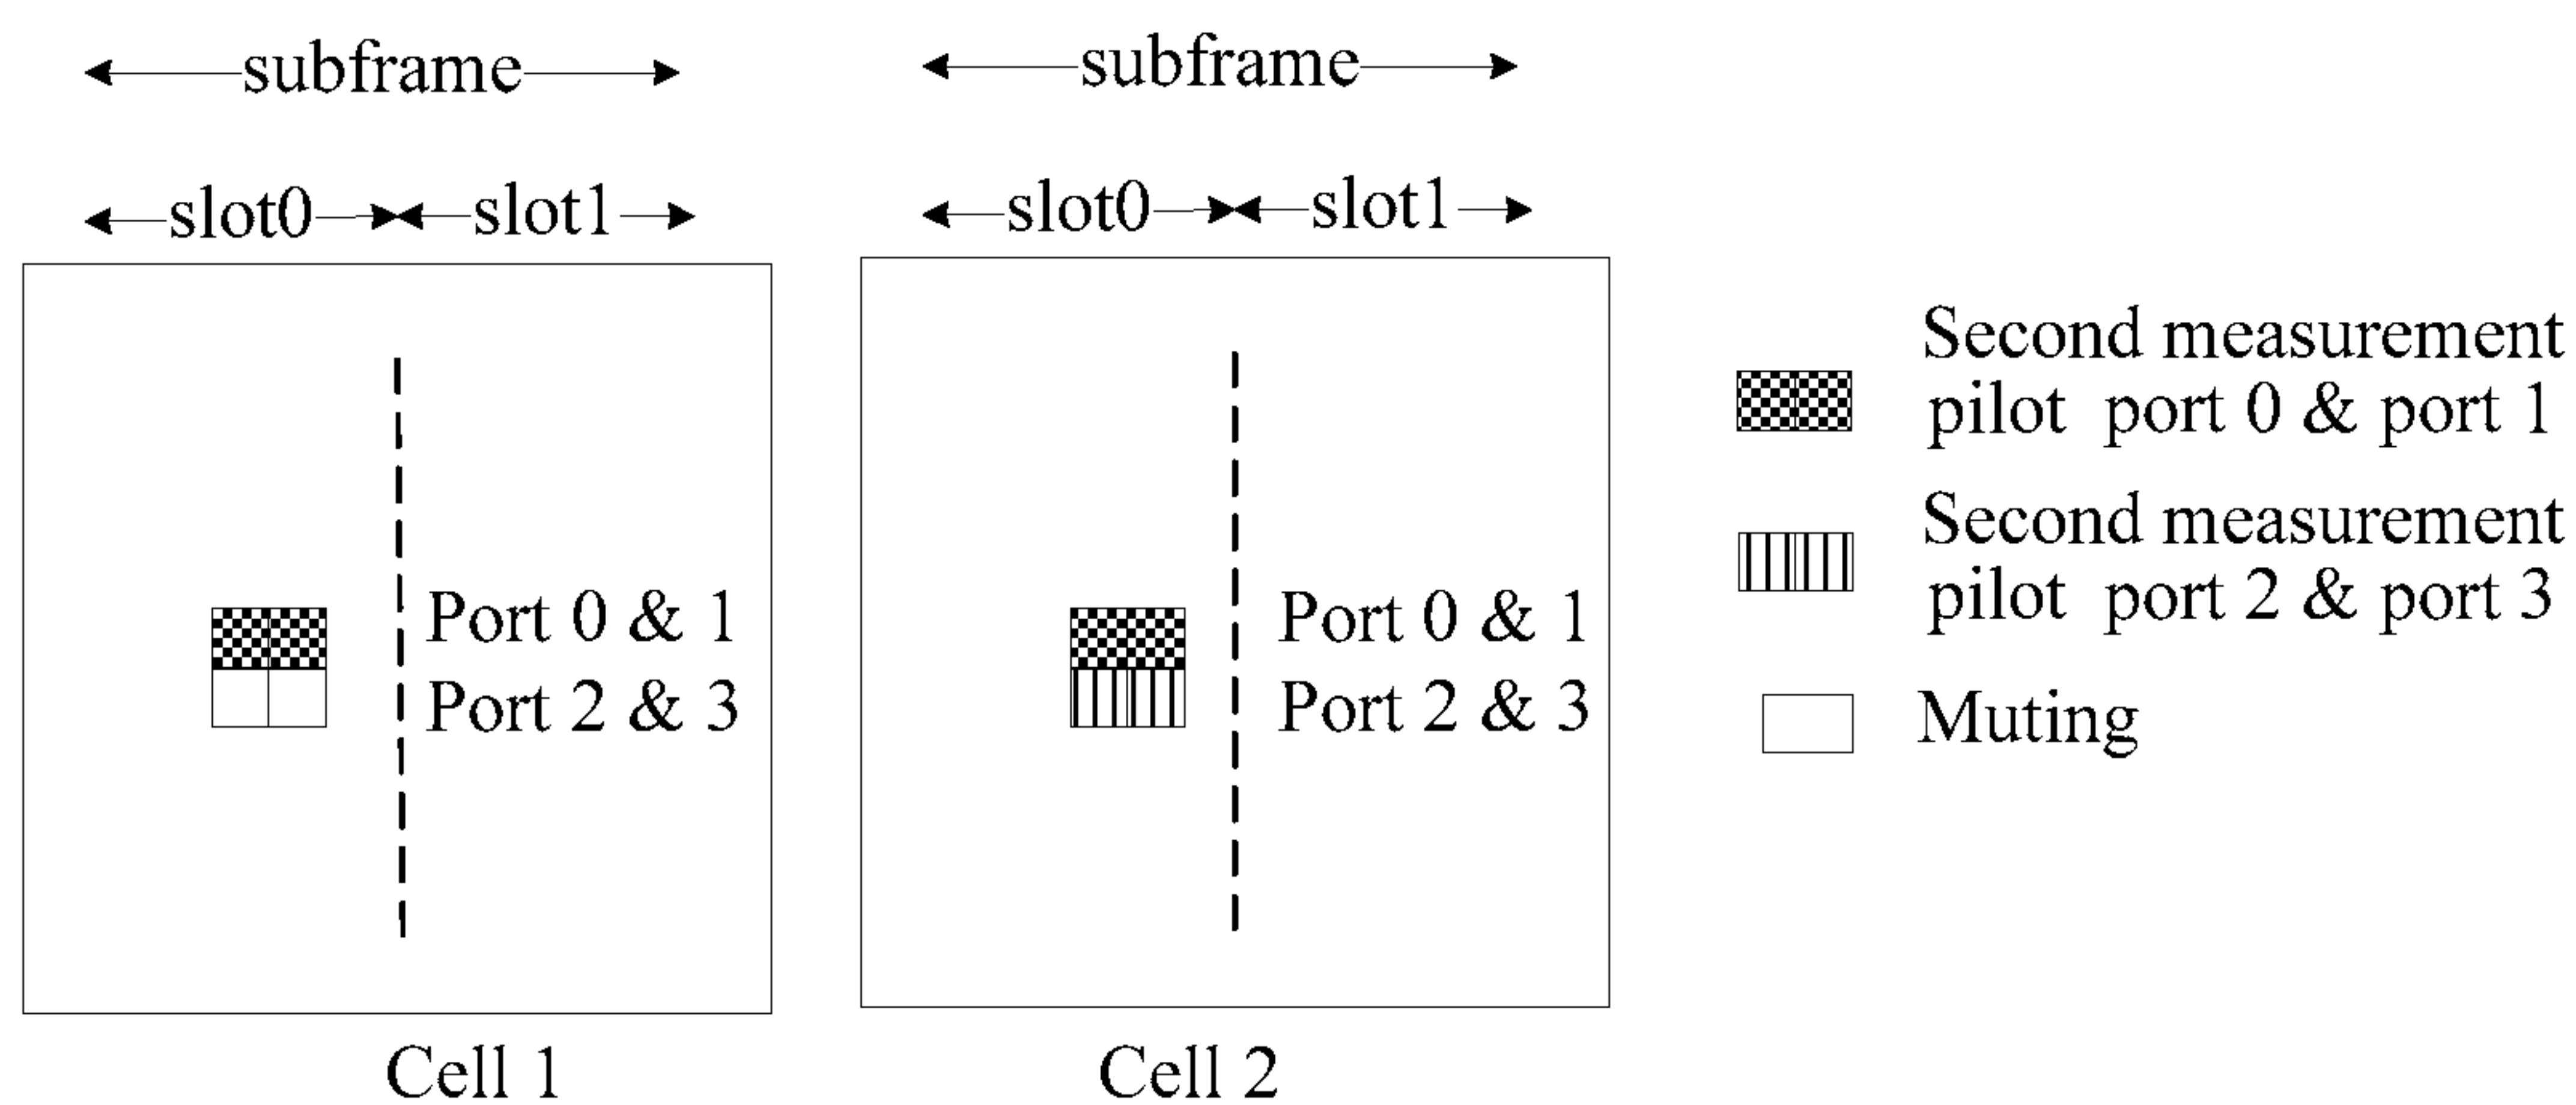 subframe
subframe
slot0 slot1
slot0 slot1
Port 0 & 1
Port 2 & 3
Cell 1
Port 0 & 1
Port 2 & 3
Cell 2
Second measurement
pilot port 0 & port 1
Second measurement
pilot port 2 & port 3
Muting